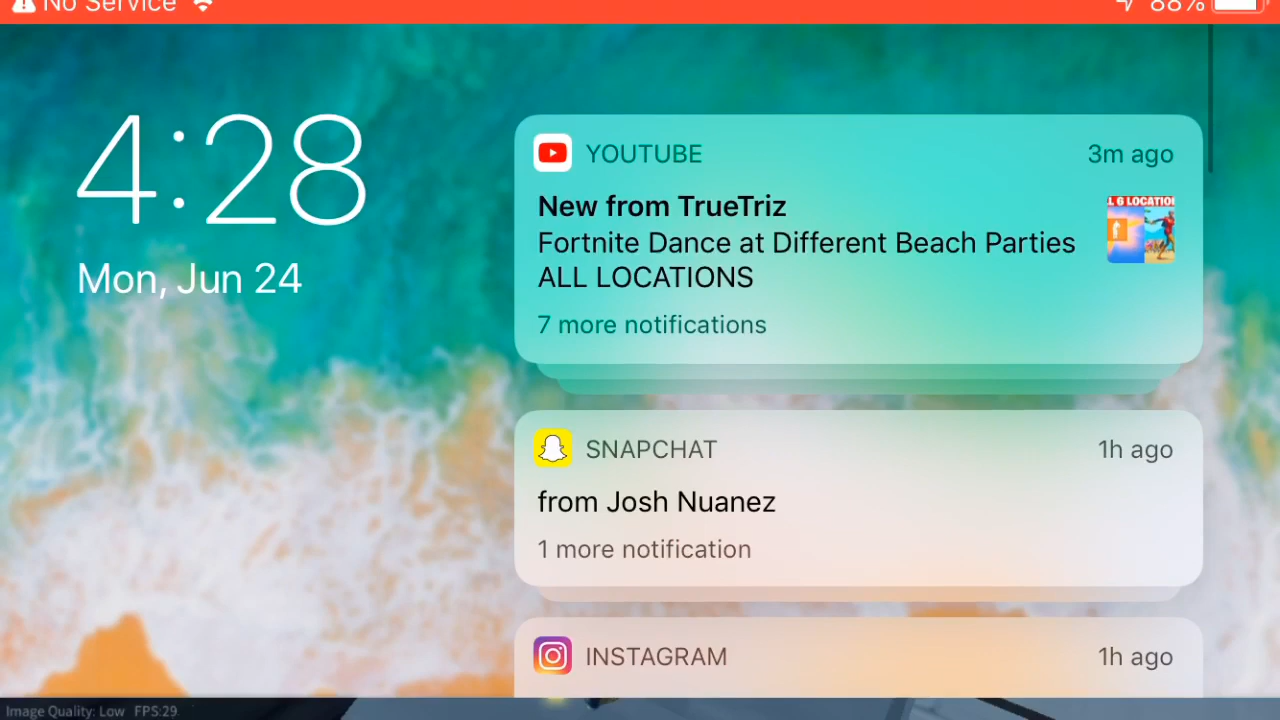 No Service
88%
4:28
Mon, Jun 24
YOUTUBE
3m ago
New from TrueTriz
Fortnite Dance at Different Beach Parties
ALL LOCATIONS
L 6 LOCATION
7 more notifications
SNAPCHAT
1h ago
from Josh Nuanez
1 more notification
INSTAGRAM
1h ago
Image Quality: Low FPS:29